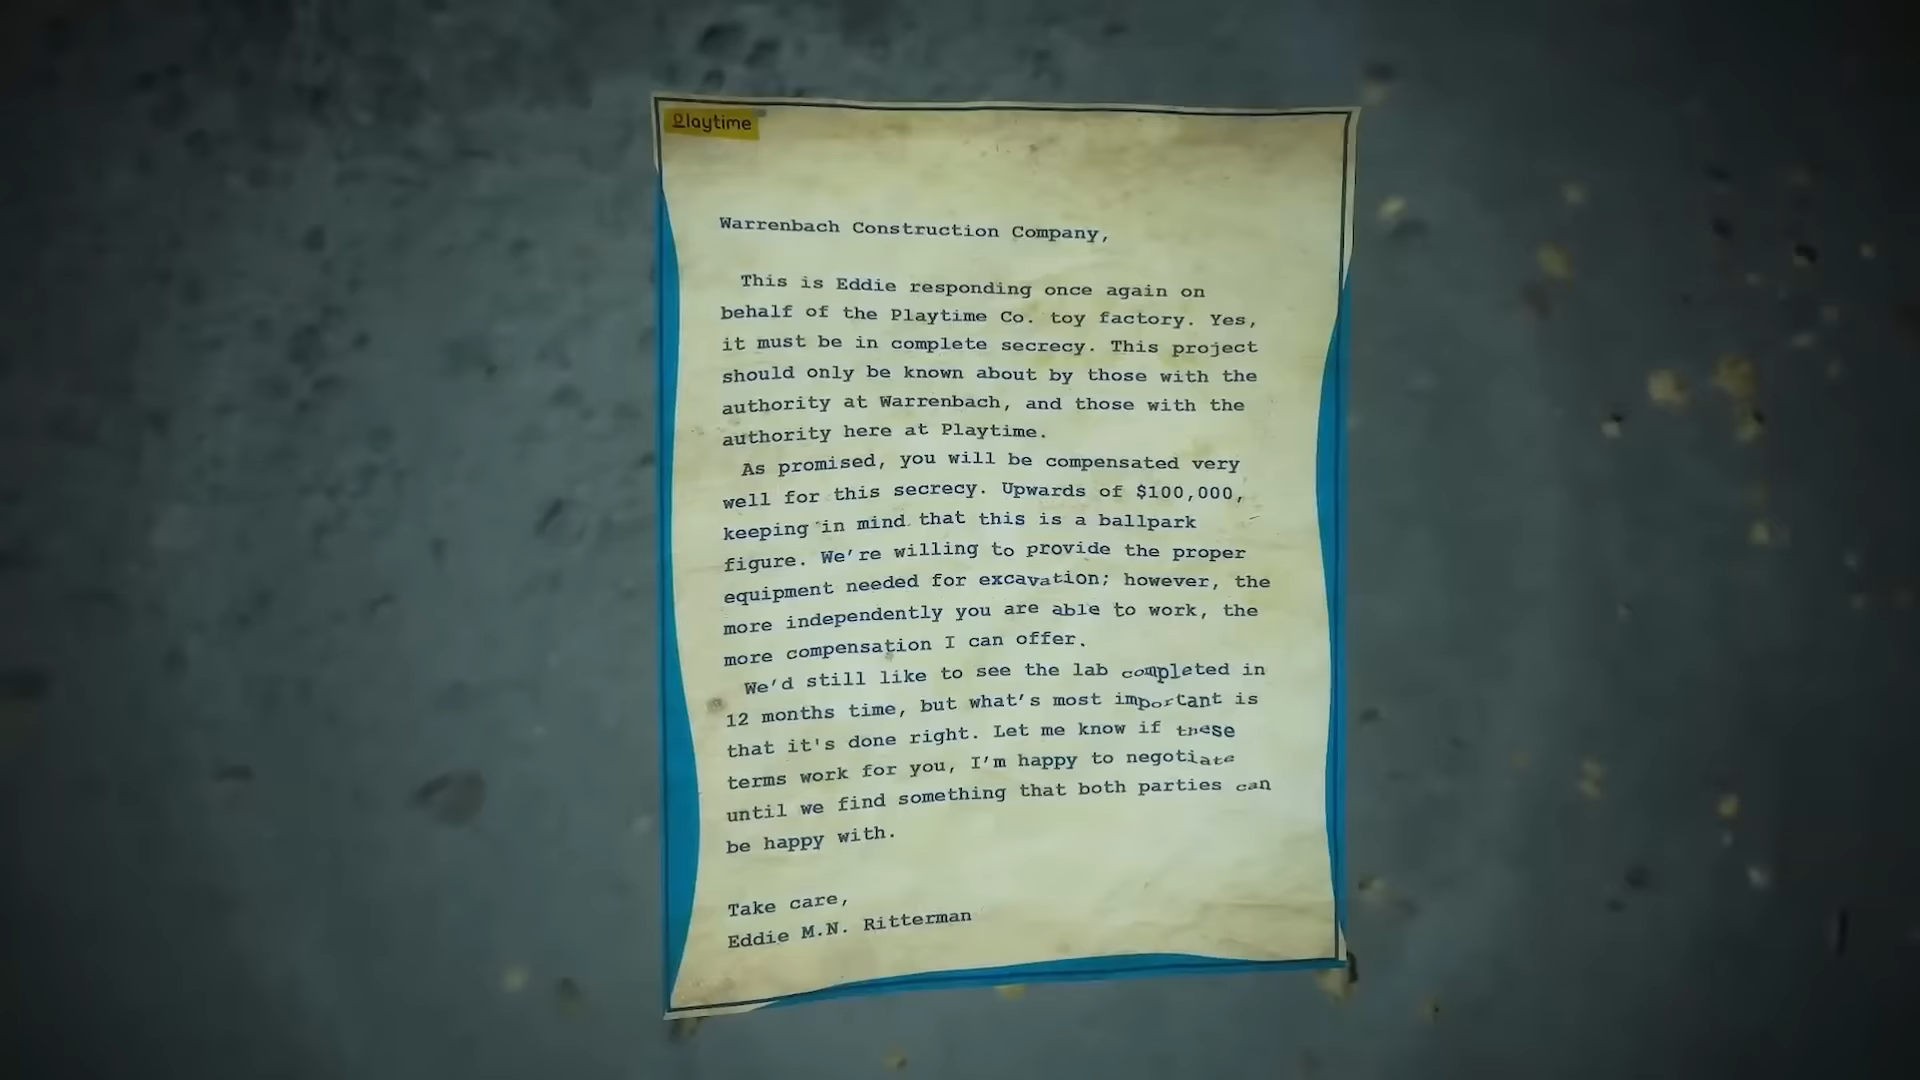 Playtime
Warrenbach Construction Company,
This is Eddie responding once again on
behalf of the Playtime Co. toy factory. Yes,
it must be in complete secrecy. This project
should only be known about by those with the
authority at Warrenbach, and those with the
authority here at Playtime.
As promised, you will be compensated very
well for this secrecy. Upwards of $100,000,
keeping in mind that this is a ballpark
figure. We're willing to provide the proper
equipment needed for excavation; however, the
more independently you are able to work, the
more compensation I can offer.
We'd still like to see the lab completed in
12 months time, but what's most important is
that it's done right. Let me know if these
terms work for you, I'm happy to negotiate
until we find something that both parties can
be happy with.
Take care,
Eddie M.N. Ritterman